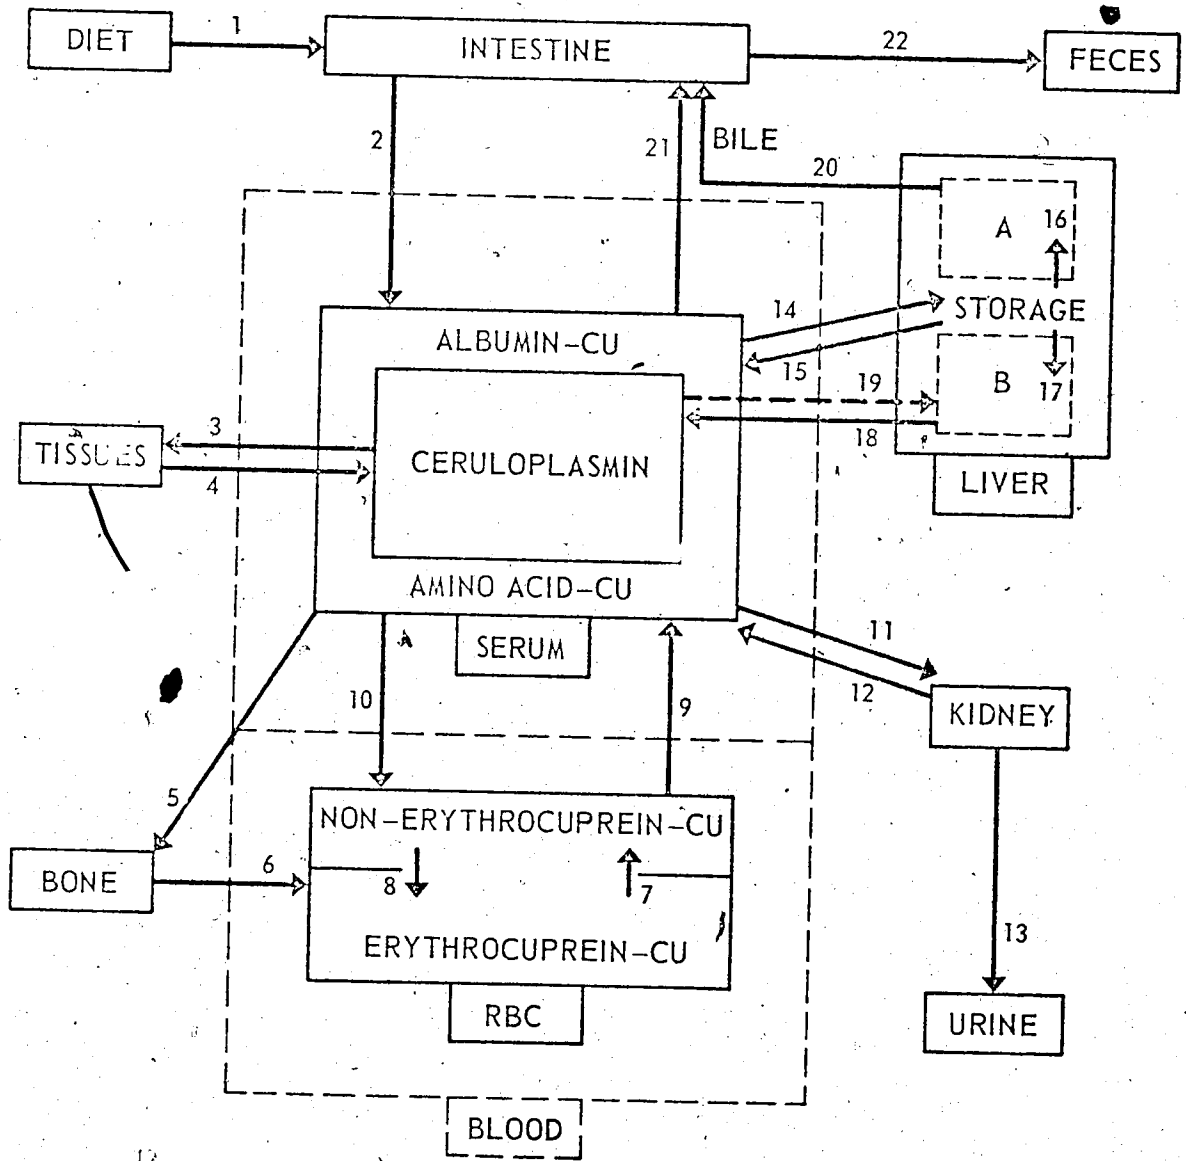 DIET
1
INTESTINE
22
FECES
2
21
BILE
20
A
16
STORAGE
14
15
B
17
19
18
LIVER
ALBUMIN-CU
CERULOPLASMIN
AMINO ACID-CU
SERUM
3
TISSUES
4
10
9
11
12
KIDNEY
5
NON-ERYTHROCUPREIN-CU
8
7
6
BONE
ERYTHROCUPREIN-CU
RBC
13
URINE
BLOOD